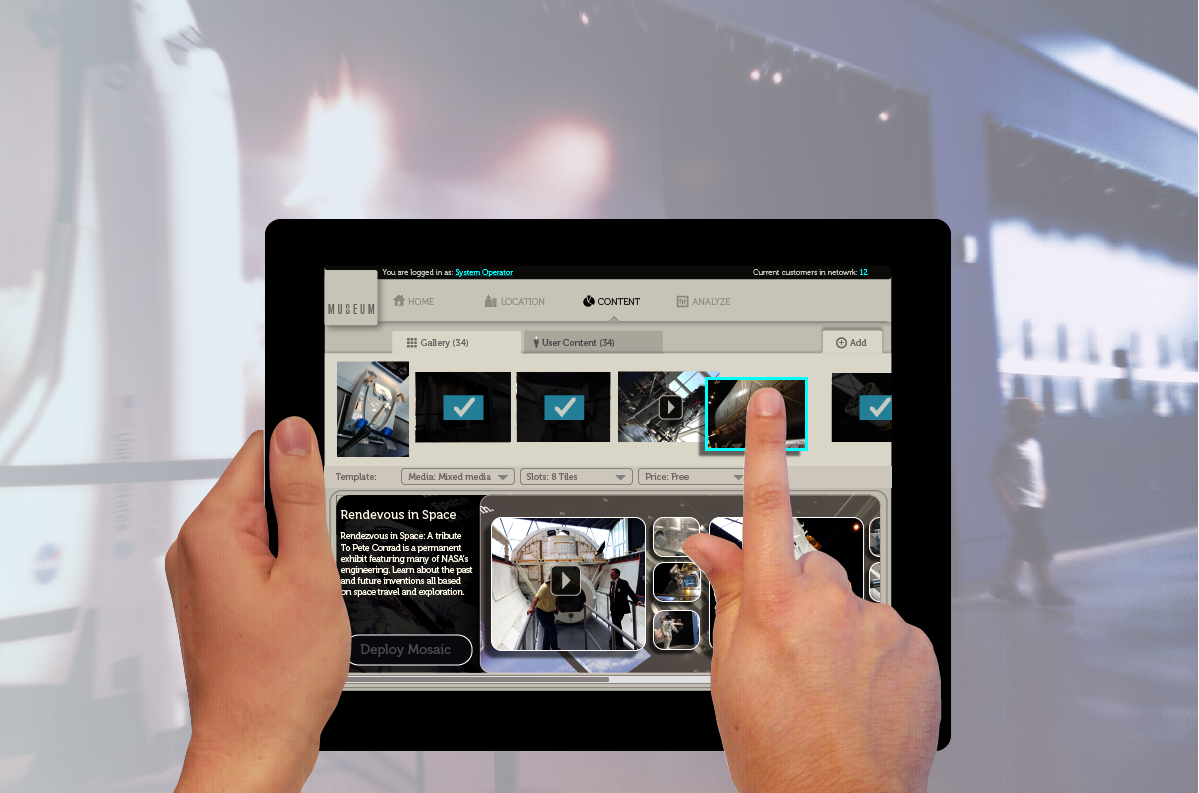 You are logged in as: System Operator
Current customers in netowrk: 12
MUSEUM
HOME
LOCATION
CONTENT
ANALYZE
Gallery (34)
User Content (34)
Add
Template:
Media: Mixed media
Slots: 8 Tiles
Price: Free
Rendevous in Space
Rendezvous in Space: A tribute
To Pete Conrad is a permanent
exhibit featuring many of NASA's
engineering. Learn about the past
and future inventions all based
on space travel and exploration.
Deploy Mosaic
United States